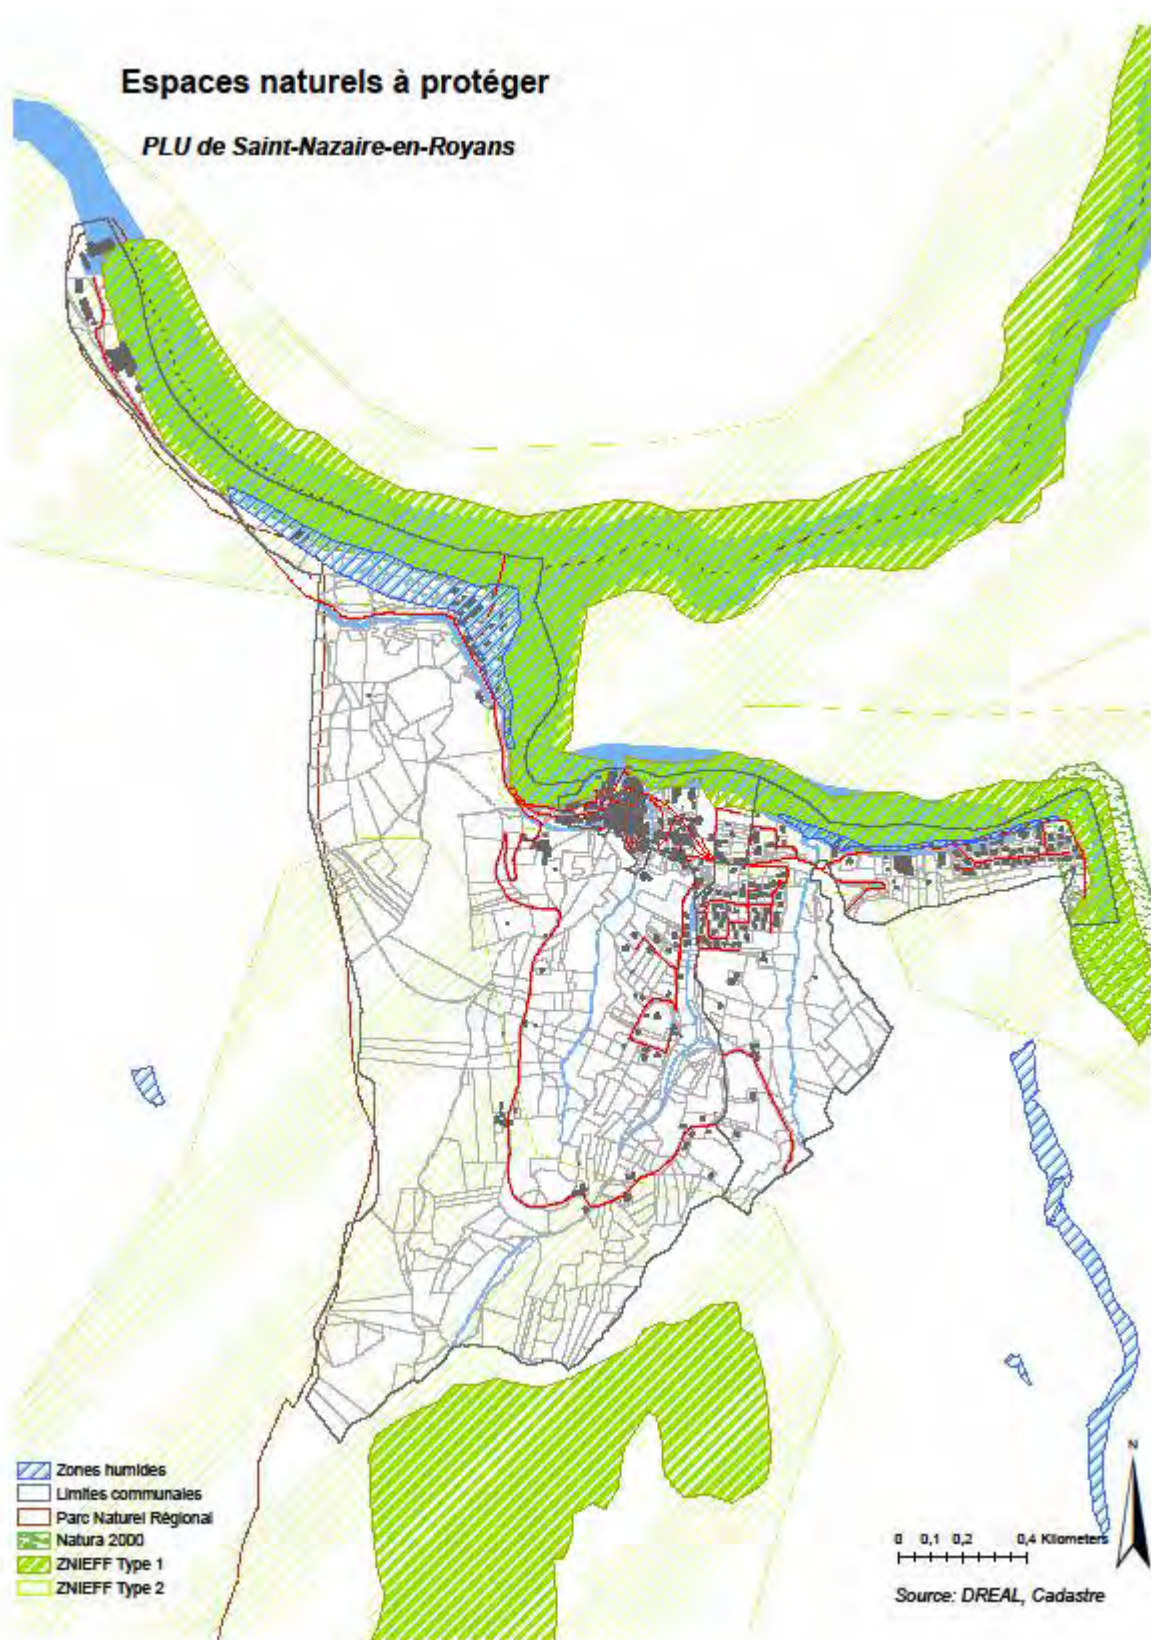 Espaces naturels à protéger
PLU de Saint-Nazaire-en-Royans
Zones humides
Limites communales
Parc Naturel Régional
Natura 2000
ZNIEFF Type 1
ZNIEFF Type 2
N
0 0,1 0,2 0,4 Kilometers
Source: DREAL, Cadastre